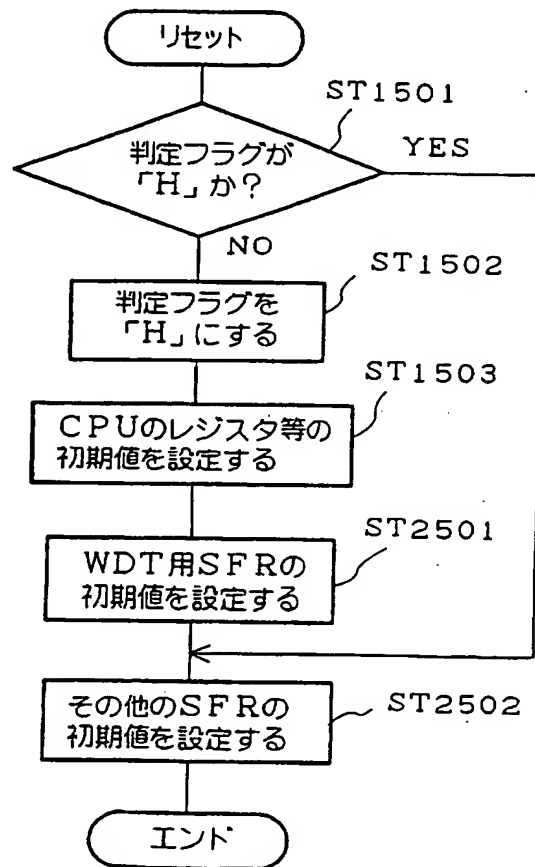 リセット
ST1501
判定フラグが
「H」か？
YES
NO
ST1502
判定フラグを
「H」にする
ST1503
CPUのレジスタ等の
初期値を設定する
ST2501
WDT用SFRの
初期値を設定する
その他のSFRの
初期値を設定する
ST2502
エンド